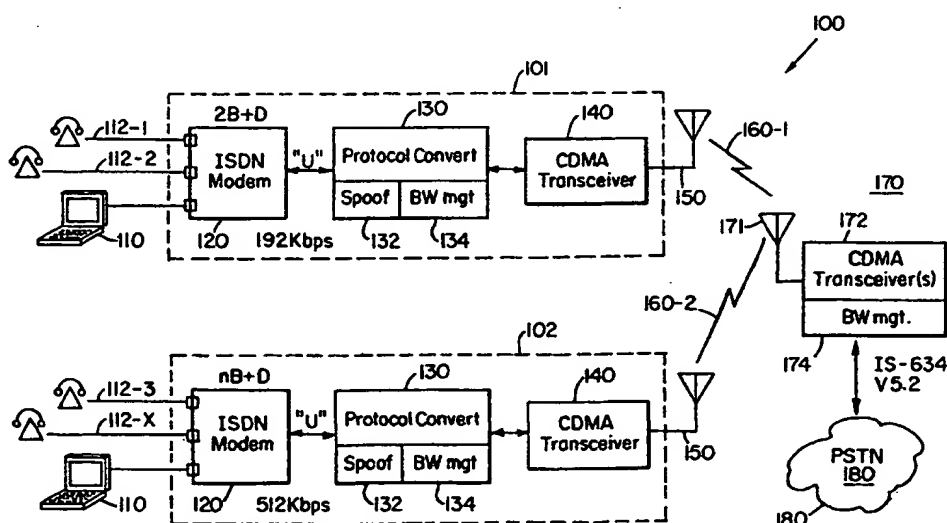 100
101
2B+D
130
140
160-1
112-1
112-2
ISDN
Modem
"U"
Protocol Convert
Spoof
BW mgt
CDMA
Transceiver
150
110
120
192Kbps
132
134
170
171
172
CDMA
Transceiver(s)
BW mgt.
174
IS-634
V5.2
160-2
102
nB+D
130
140
112-3
112-X
ISDN
Modem
"U"
Protocol Convert
Spoof
BW mgt
CDMA
Transceiver
150
110
120
512Kbps
132
134
PSTN
180
180